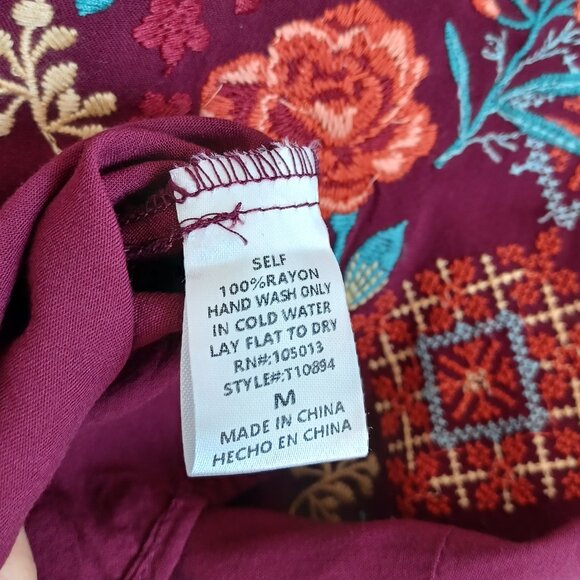 SELF
100%RAYON
HAND WASH ONLY
IN COLD WATER
LAY FLAT TO DRY
RN#:105013
STYLE#:T10894
M
MADE IN CHINA
HECHO EN CHINA